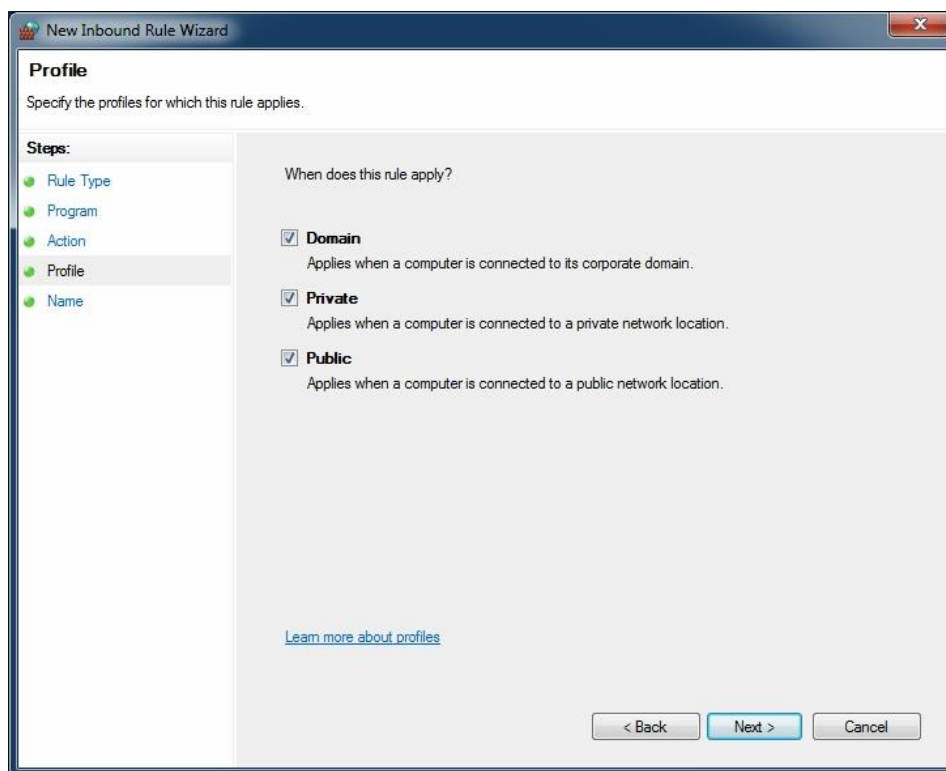 New Inbound Rule Wizard
Profile
Specify the profiles for which this rule applies.
Steps:
Rule Type
Program
Action
Profile
Name
When does this rule apply?
Domain
Applies when a computer is connected to its corporate domain.
Private
Applies when a computer is connected to a private network location.
Public
Applies when a computer is connected to a public network location.
Learn more about profiles
< Back
Next >
Cancel